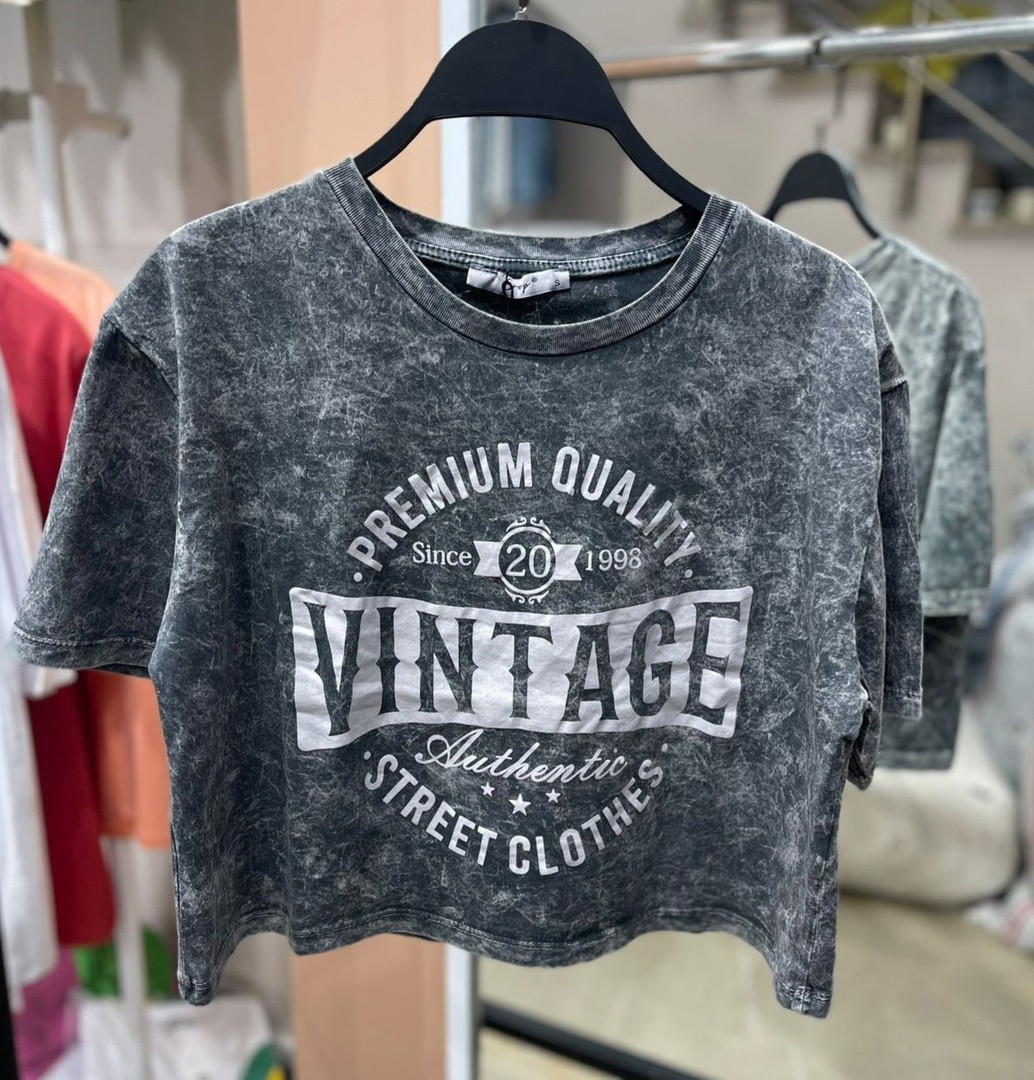 S
PREMIUM QUALITY
Since 20 1998
VINTAGE
Authentic
STREET CLOTHES